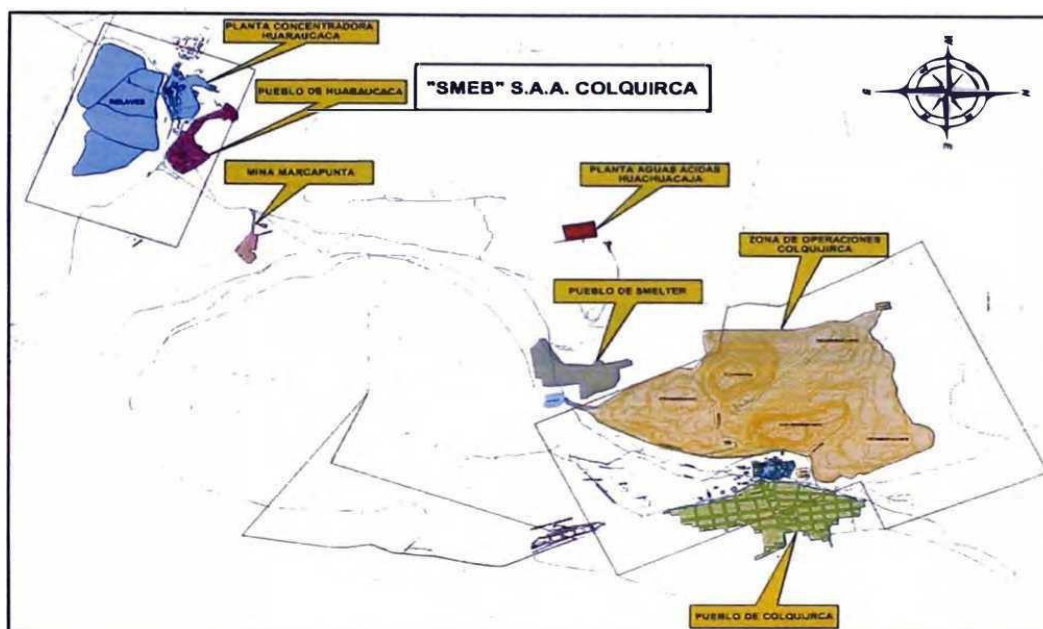 PLANTA CONCENTRADORA
HUARAUCACA
PUEBLO DE HUARAUCACA
"SMEB" S.A.A. COLQUIRCA
RELAVES
MINA MARCAPUNTA
PLANTA AGUAS ACIDAS
HUACHUACAJA
ZONA DE OPERACIONES
COLQUIJIRCA
PUEBLO DE SMELTER
PUEBLO DE COLQUIRCA